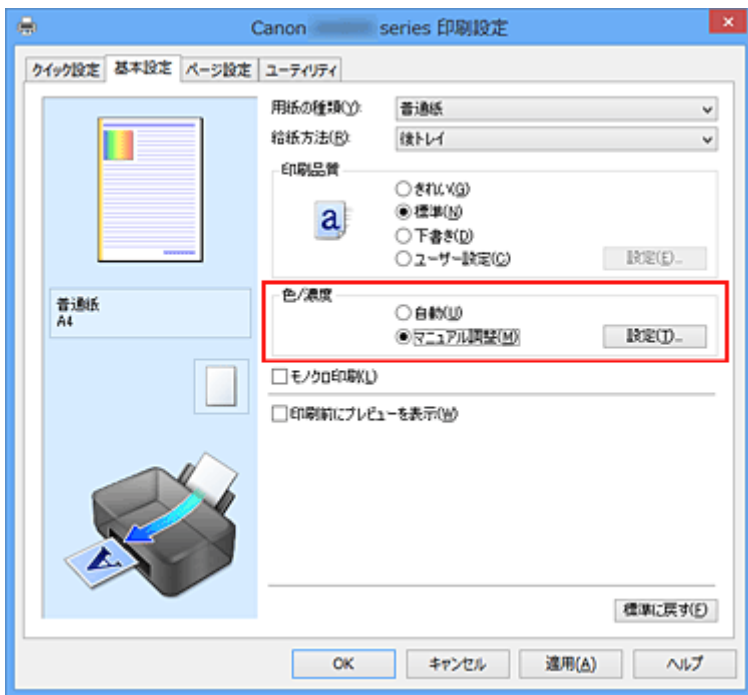 Canon series 印刷設定
クイック設定 基本設定 ページ設定 ユーティリティ
用紙の種類(Y): 普通紙
給紙方法(R): 後トレイ
印刷品質
きれい(G)
a
標準(N)
下書き(D)
ユーザー設定(C) 設定(E)...
色/濃度
自動(U)
マニュアル調整(M) 設定(T)...
普通紙
A4
モノクロ印刷(L)
印刷前にプレビューを表示(W)
A
標準に戻す(F)
OK キャンセル 適用(A) ヘルプ